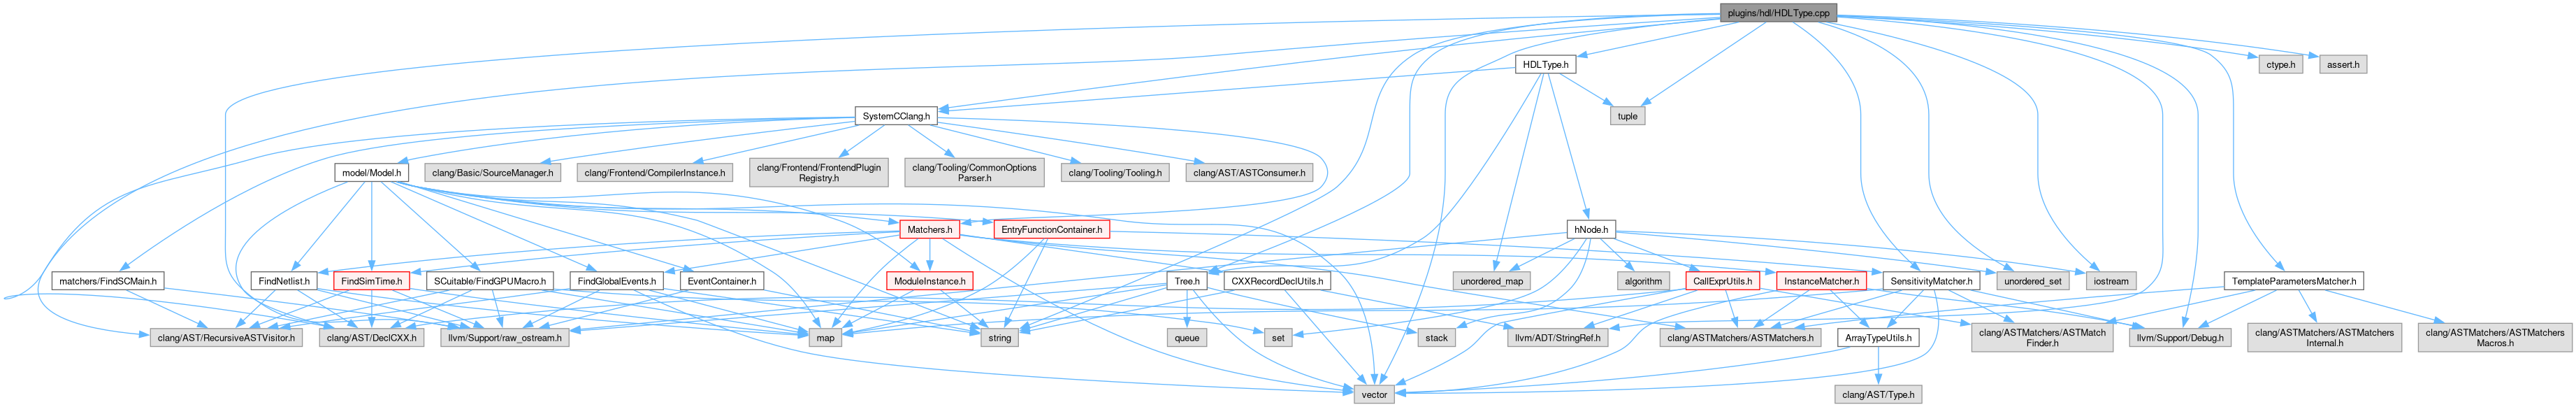 plugins/hdl/HDLType.cpp
HDLType.h
ctype.h
assert.h
SystemCClang.h
tuple
model/Model.h
clang/Basic/SourceManager.h
clang/Frontend/CompilerInstance.h
clang/Frontend/FrontendPlugin
Registry.h
clang/Tooling/CommonOptions
Parser.h
clang/Tooling/Tooling.h
clang/AST/ASTConsumer.h
Matchers.h
EntryFunctionContainer.h
hNode.h
matchers/FindSCMain.h
FindNetlist.h
FindSimTime.h
SCuitable/FindGPUMacro.h
FindGlobalEvents.h
EventContainer.h
ModuleInstance.h
Tree.h
CXXRecordDeclUtils.h
unordered_map
algorithm
CallExprUtils.h
InstanceMatcher.h
SensitivityMatcher.h
unordered_set
iostream
TemplateParametersMatcher.h
clang/AST/RecursiveASTVisitor.h
clang/AST/DeclCXX.h
llvm/Support/raw_ostream.h
map
string
queue
set
stack
llvm/ADT/StringRef.h
clang/ASTMatchers/ASTMatchers.h
ArrayTypeUtils.h
clang/ASTMatchers/ASTMatch
Finder.h
llvm/Support/Debug.h
clang/ASTMatchers/ASTMatchers
Internal.h
clang/ASTMatchers/ASTMatchers
Macros.h
vector
clang/AST/Type.h